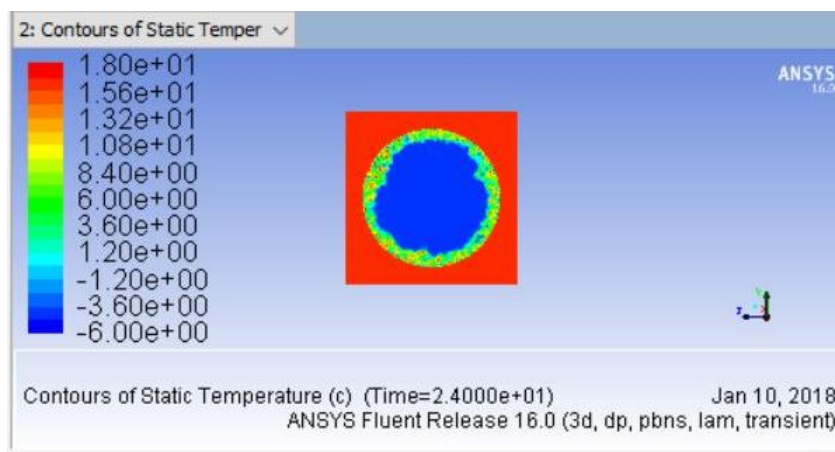 2: Contours of Static Temper
1.80e+01
1.56e+01
1.32e+01
1.08e+01
8.40e+00
6.00e+00
3.60e+00
1.20e+00
-1.20e+00
-3.60e+00
-6.00e+00
ANSYS
16.0
Y
Z
X
Contours of Static Temperature (c) (Time=2.4000e+01)
Jan 10, 2018
ANSYS Fluent Release 16.0 (3d, dp, pbns, lam, transient)